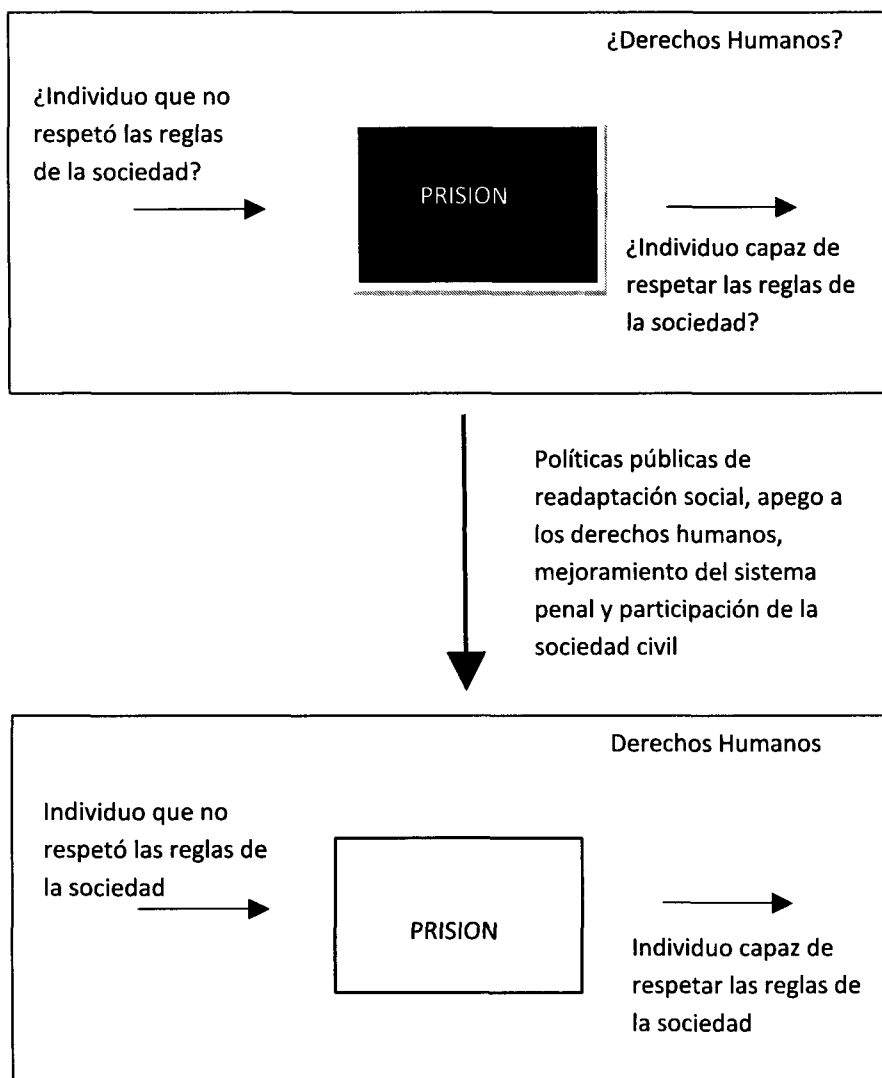 ¿Derechos Humanos?
¿Individuo que no
respetó las reglas
de la sociedad?
PRISION
¿Individuo capaz de
respetar las reglas de
la sociedad?
Políticas públicas de
readaptación social, apego a
los derechos humanos,
mejoramiento del sistema
penal y participación de la
sociedad civil
Derechos Humanos
Individuo que no
respetó las reglas de
la sociedad
PRISION
Individuo capaz de
respetar las reglas de
la sociedad